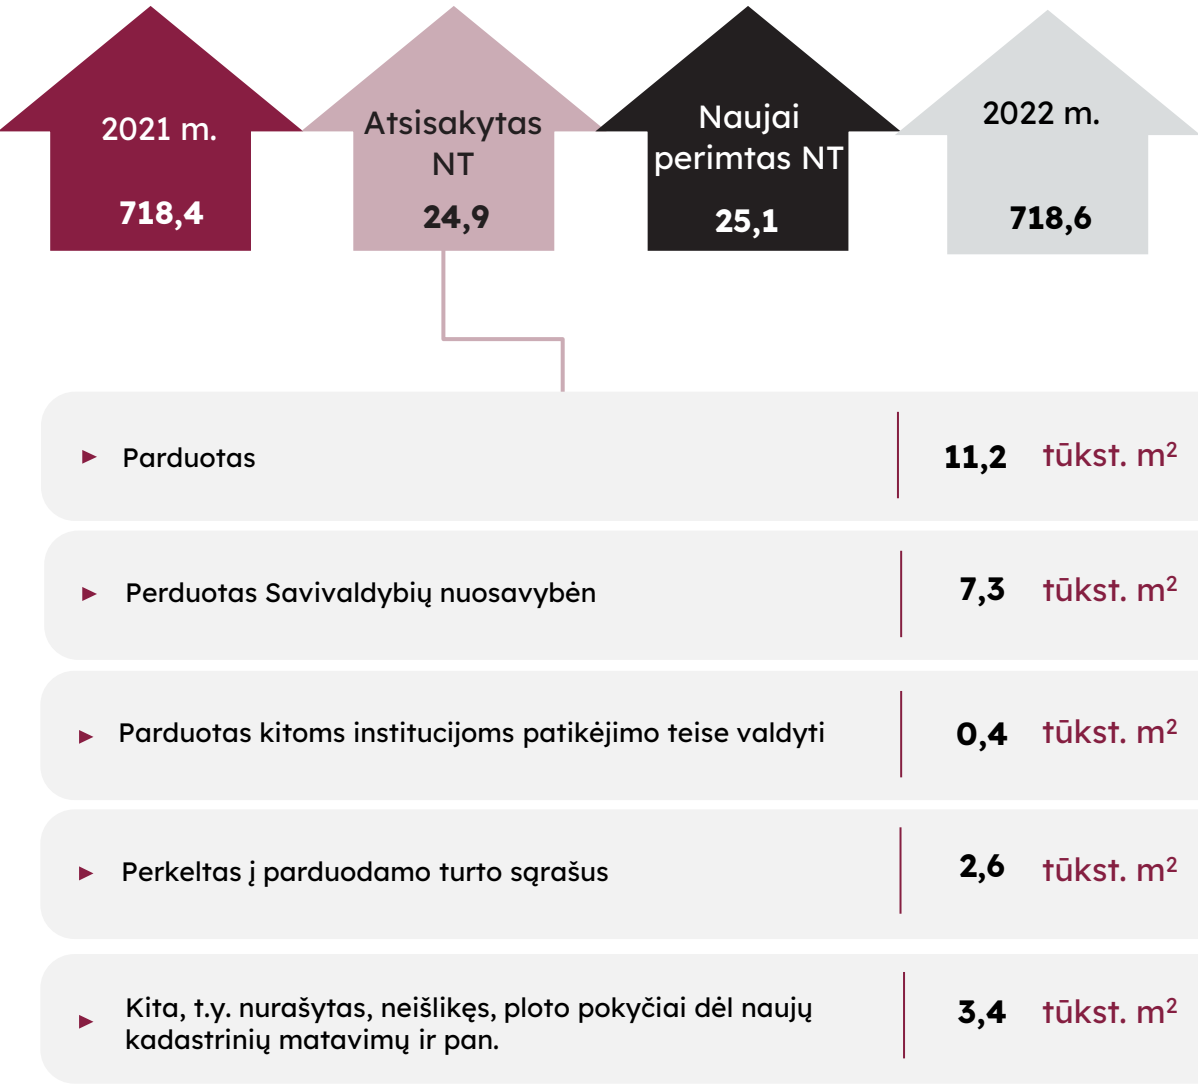 2021 m.
718,4
Atsisakytas
NT
24,9
Naujai
perimtas NT
25,1
2022 m.
718,6
Parduotas
11,2 tūkst. m²
Perduotas Savivaldybių nuosavybėn
7,3 tūkst. m²
Parduotas kitoms institucijoms patikėjimo teise valdyti
0,4 tūkst. m²
Perkeltas į parduodamo turto sąrašus
2,6 tūkst. m²
Kita, t.y. nurašytas, neišlikęs, ploto pokyčiai dėl naujų
kadastrinių matavimų ir pan.
3,4 tūkst. m²